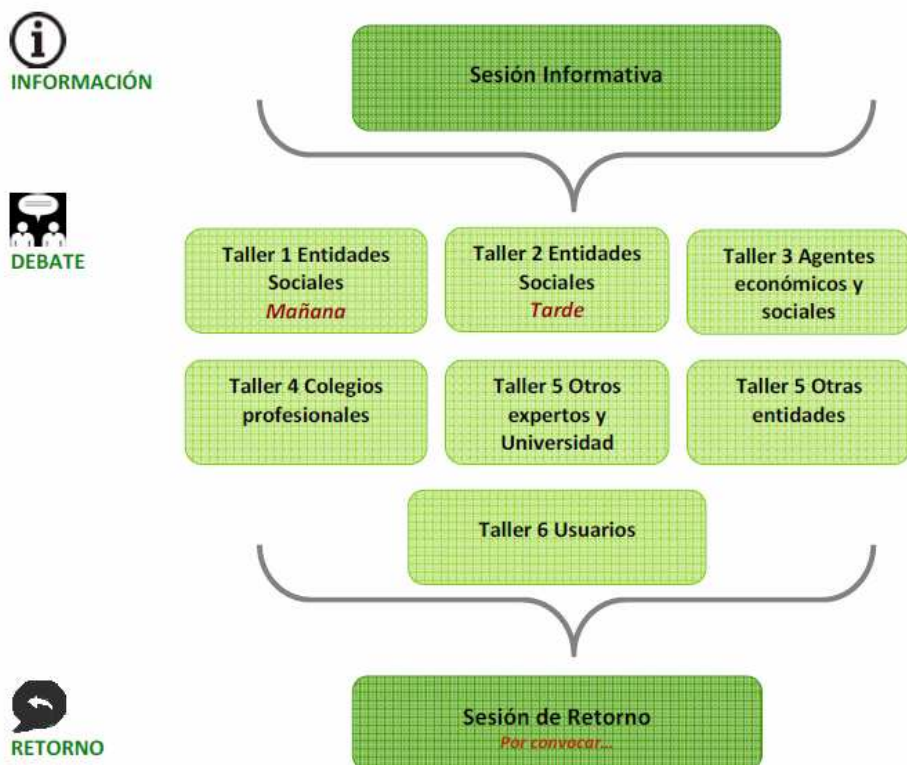 INFORMACIÓN
Sesión Informativa
DEBATE
Taller 1 Entidades
Sociales
Mañana
Taller 2 Entidades
Sociales
Tarde
Taller 3 Agentes
económicos y
sociales
Taller 4 Colegios
profesionales
Taller 5 Otros
expertos y
Universidad
Taller 5 Otras
entidades
Taller 6 Usuarios
RETORNO
Sesión de Retorno
Por convocar...